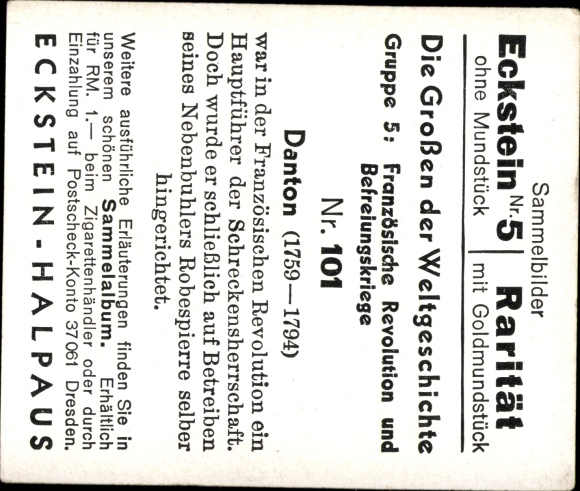 Sammelbilder
Eckstein Nr. 5 | Rarität
ohne Mundstück | mit Goldmundstück
Die Großen der Weltgeschichte
Gruppe 5: Französische Revolution und
Befreiungskriege
Nr. 101
Danton (1759—1794)
war in der Französischen Revolution ein
Hauptführer der Schreckensherrschaft.
Doch wurde er schließlich auf Betreiben
seines Nebenbuhlers Robespierre selber
hingerichtet.
Weitere ausführliche Erläuterungen finden Sie in
unserem schönen Sammelalbum. Erhältlich
für RM. 1.— beim Zigarettenhändler oder durch
Einzahlung auf Postscheck-Konto 37061 Dresden.
ECKSTEIN-HALPAUS